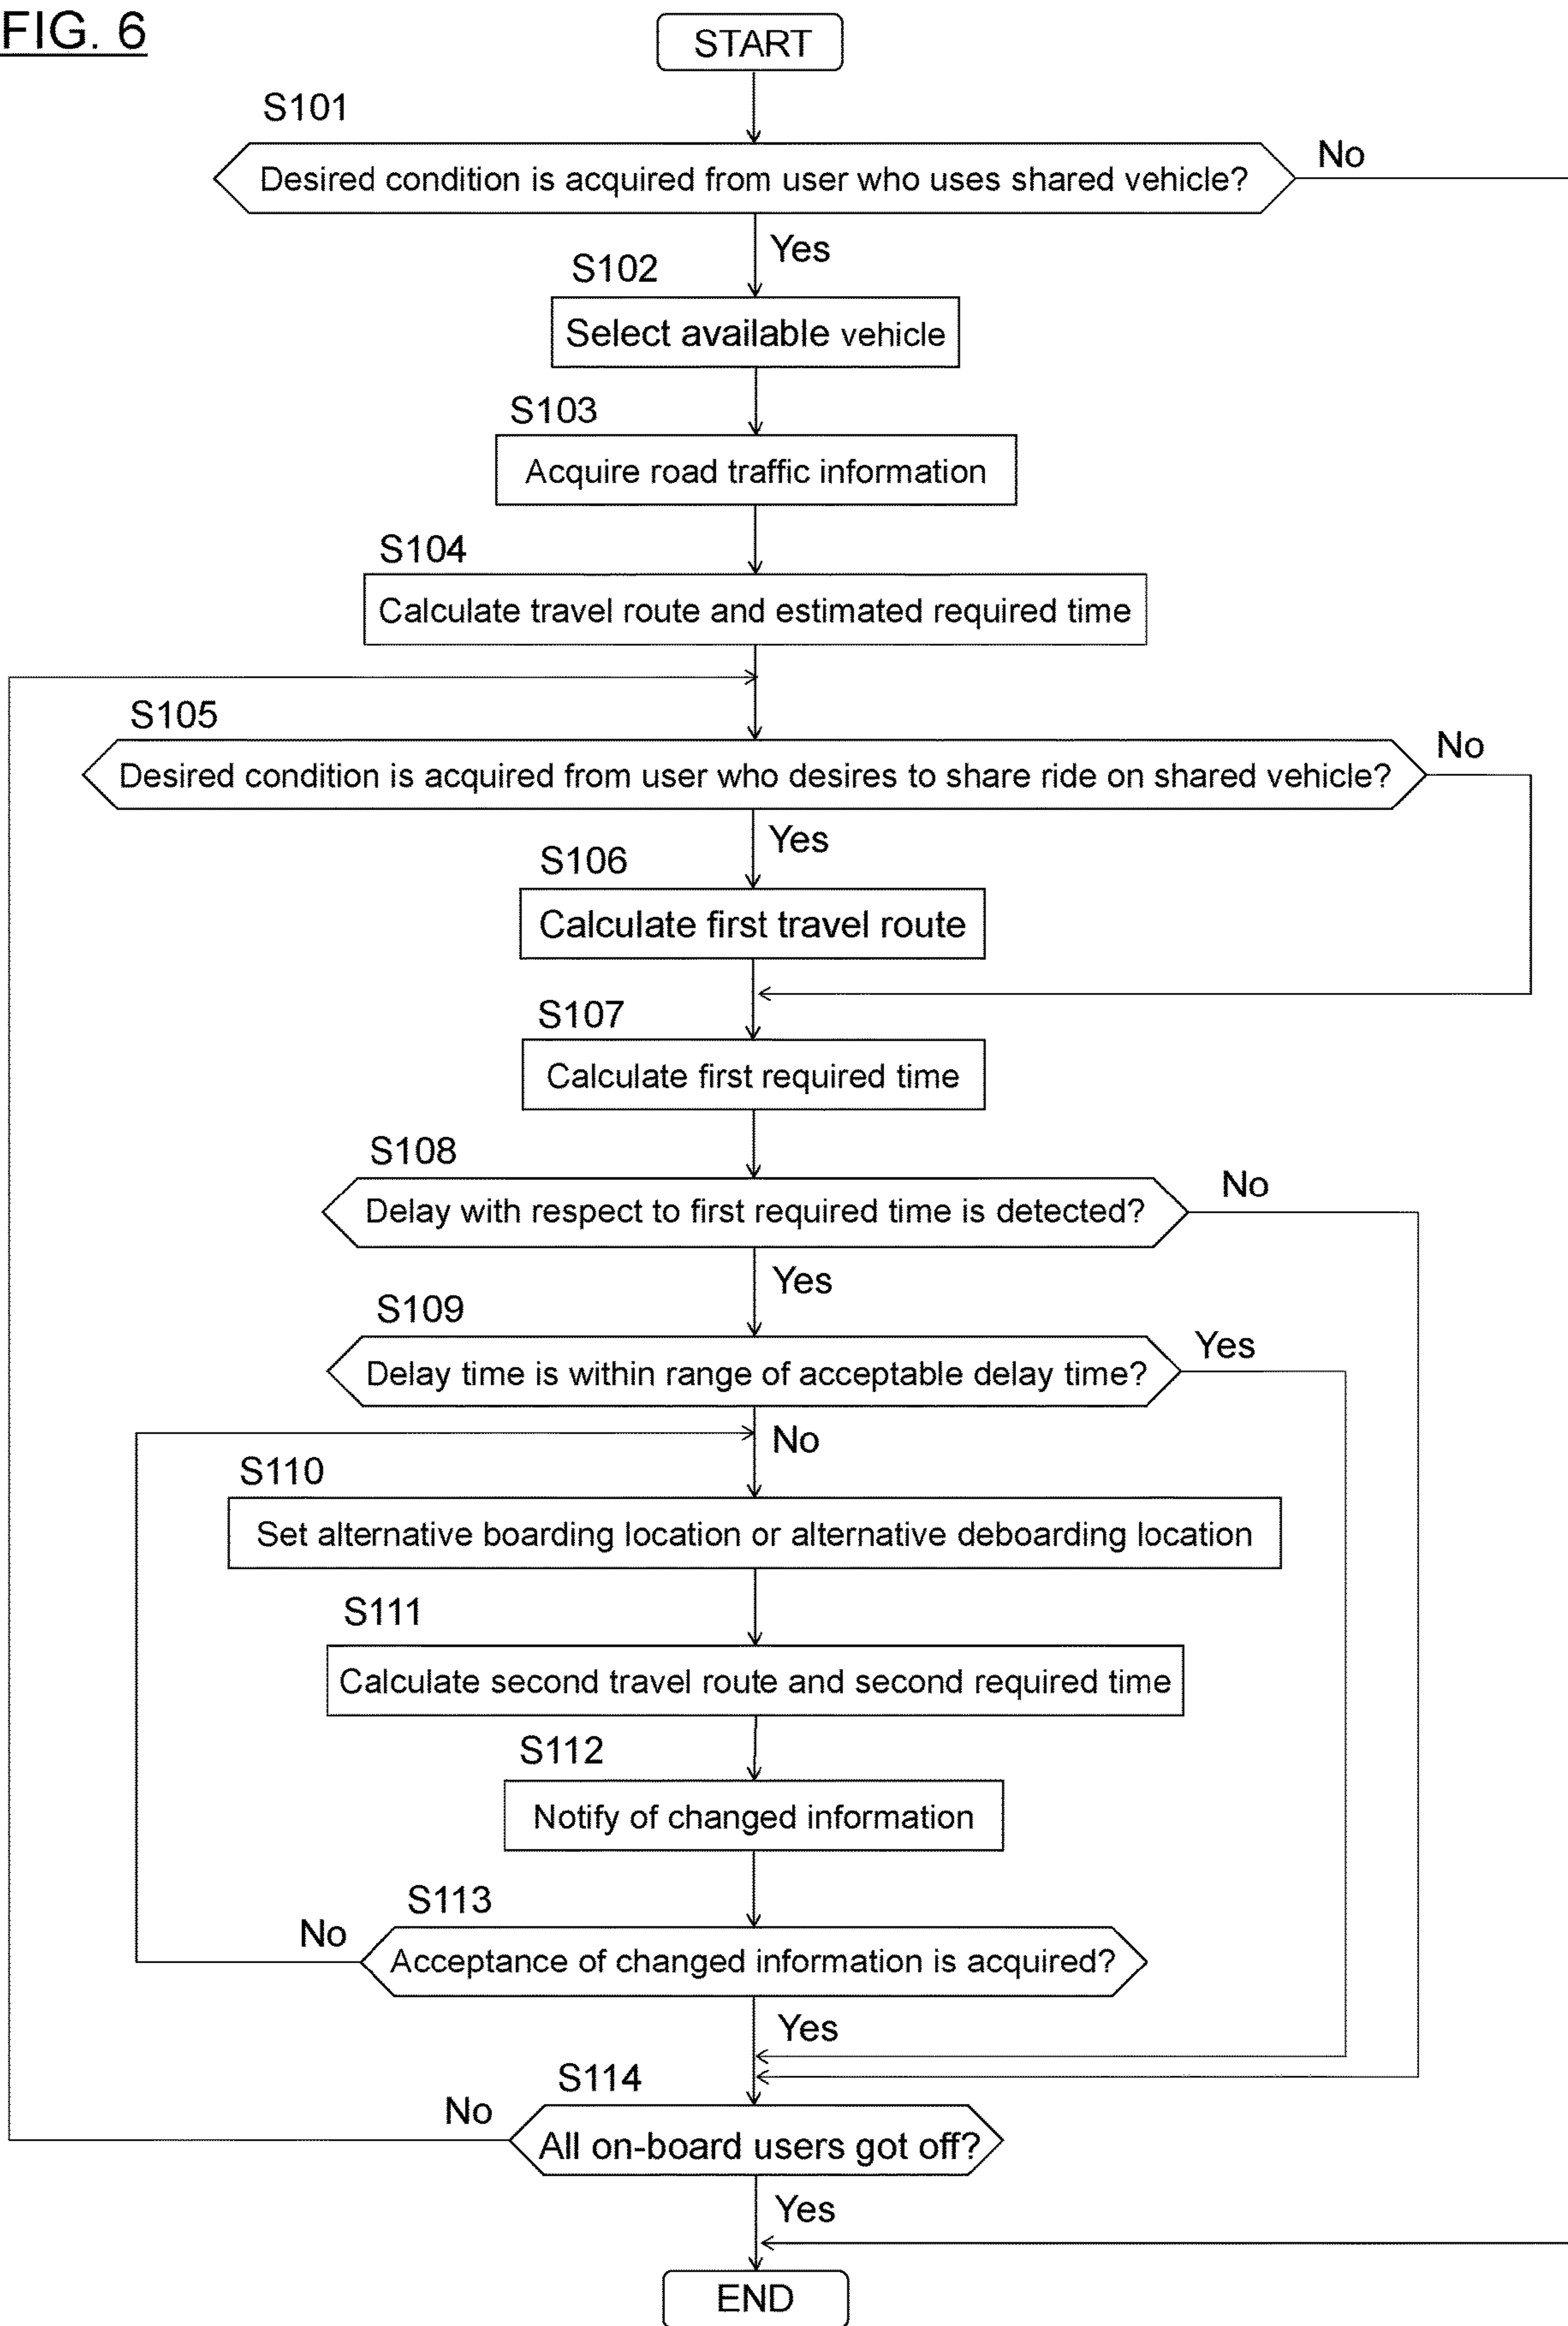 FIG. 6
START
S101
Desired condition is acquired from user who uses shared vehicle?
No
Yes
S102
Select available vehicle
S103
Acquire road traffic information
S104
Calculate travel route and estimated required time
S105
Desired condition is acquired from user who desires to share ride on shared vehicle?
No
Yes
S106
Calculate first travel route
S107
Calculate first required time
S108
Delay with respect to first required time is detected?
No
Yes
S109
Delay time is within range of acceptable delay time?
Yes
No
S110
Set alternative boarding location or alternative deboarding location
S111
Calculate second travel route and second required time
S112
Notify of changed information
S113
No
Acceptance of changed information is acquired?
Yes
S114
No
All on-board users got off?
Yes
END